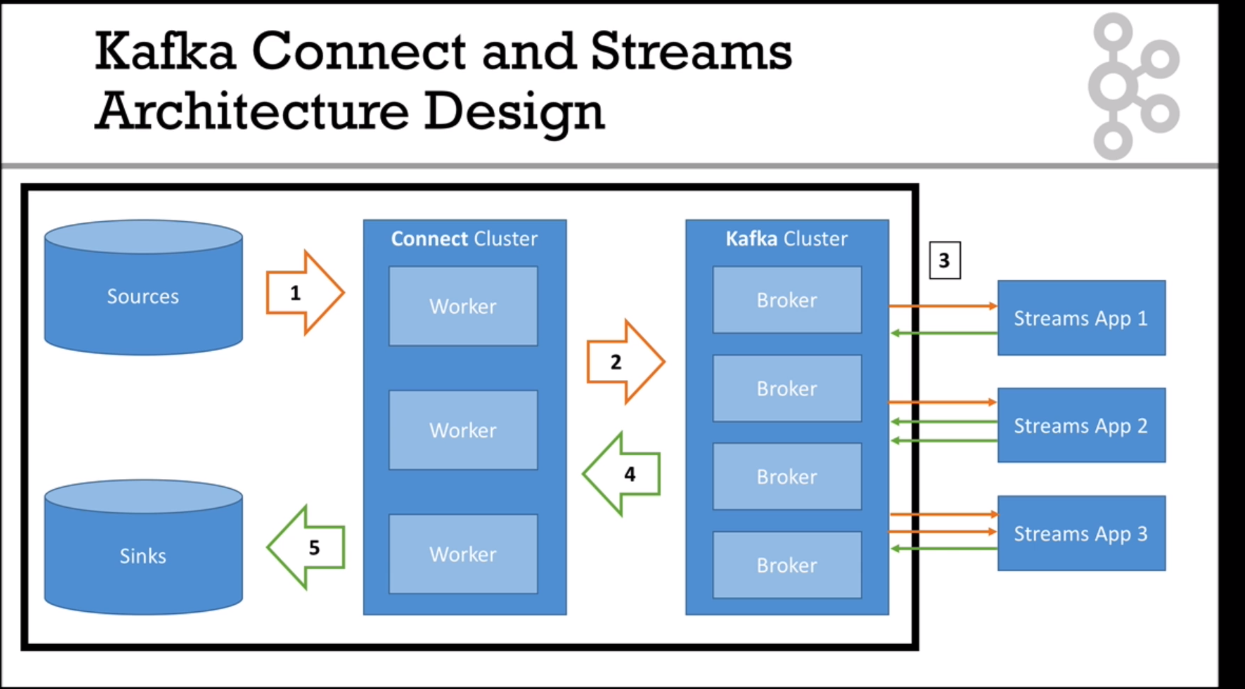 Kafka Connect and Streams
Architecture Design
Sources
1
Connect Cluster
Worker
Worker
Worker
2
4
Kafka Cluster
Broker
Broker
Broker
Broker
3
Streams App 1
Streams App 2
Streams App 3
Sinks
5